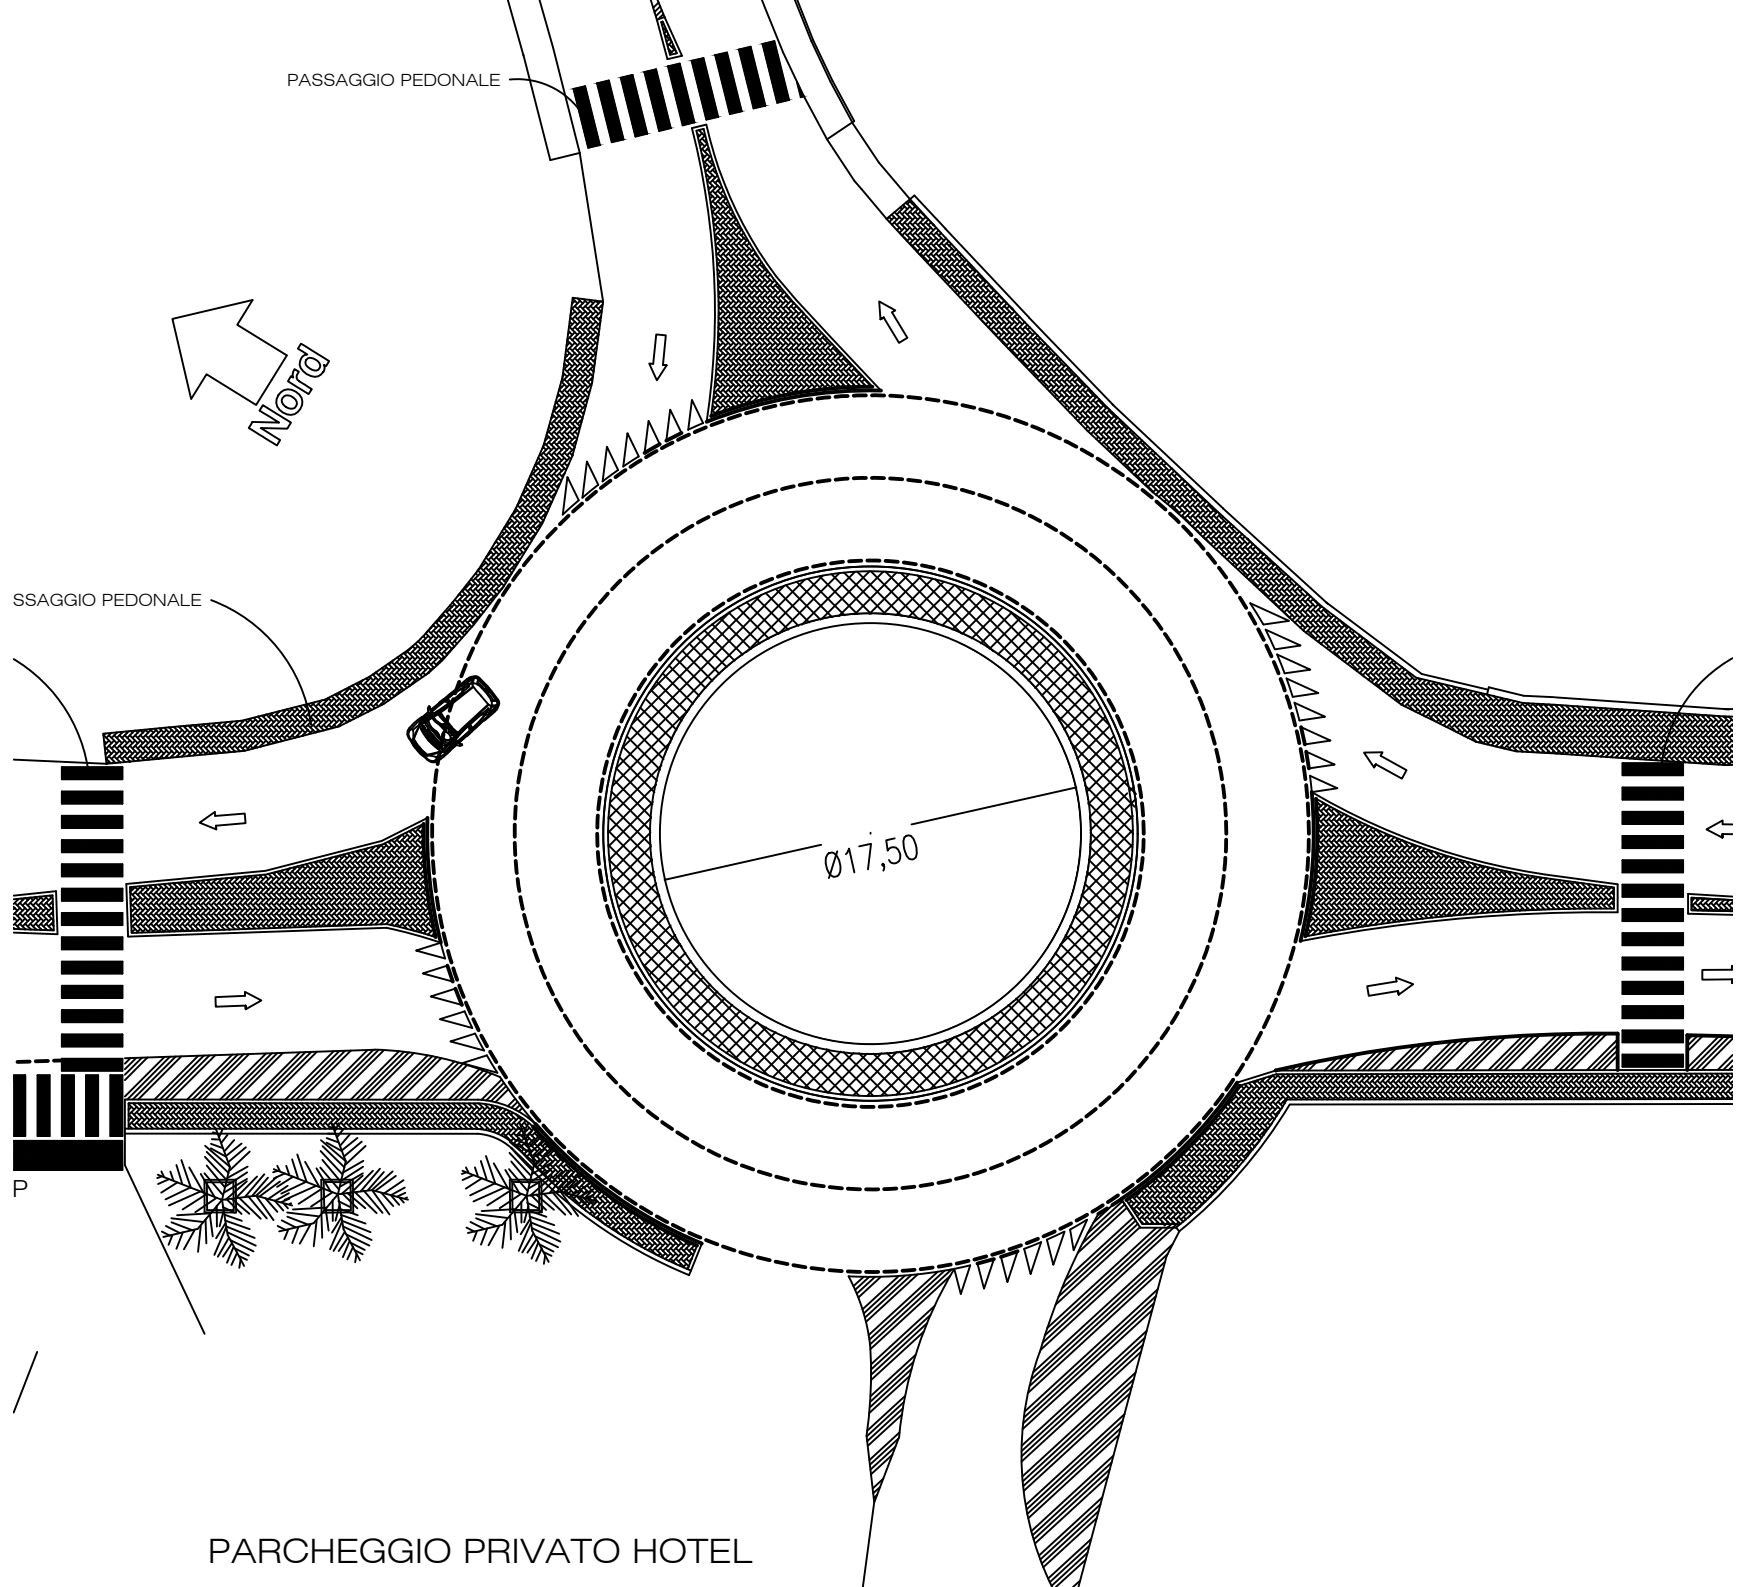 PASSAGGIO PEDONALE
Nord
SSAGGIO PEDONALE
Ø17,50
P
PARCHEGGIO PRIVATO HOTEL